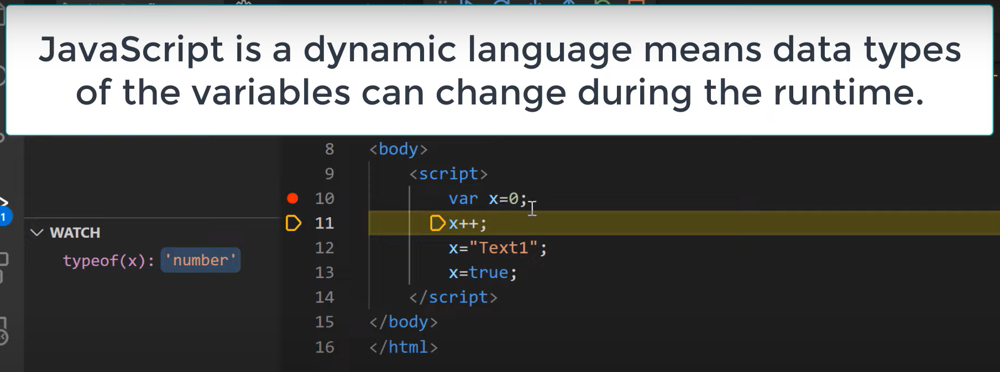 JavaScript is a dynamic language means data types
of the variables can change during the runtime.
1
WATCH
typeof(x): 'number'
8 <body>
9 <script>
10 var x=0;
11 x++;
12 x="Text1";
13 x=true;
14 </script>
15 </body>
16 </html>